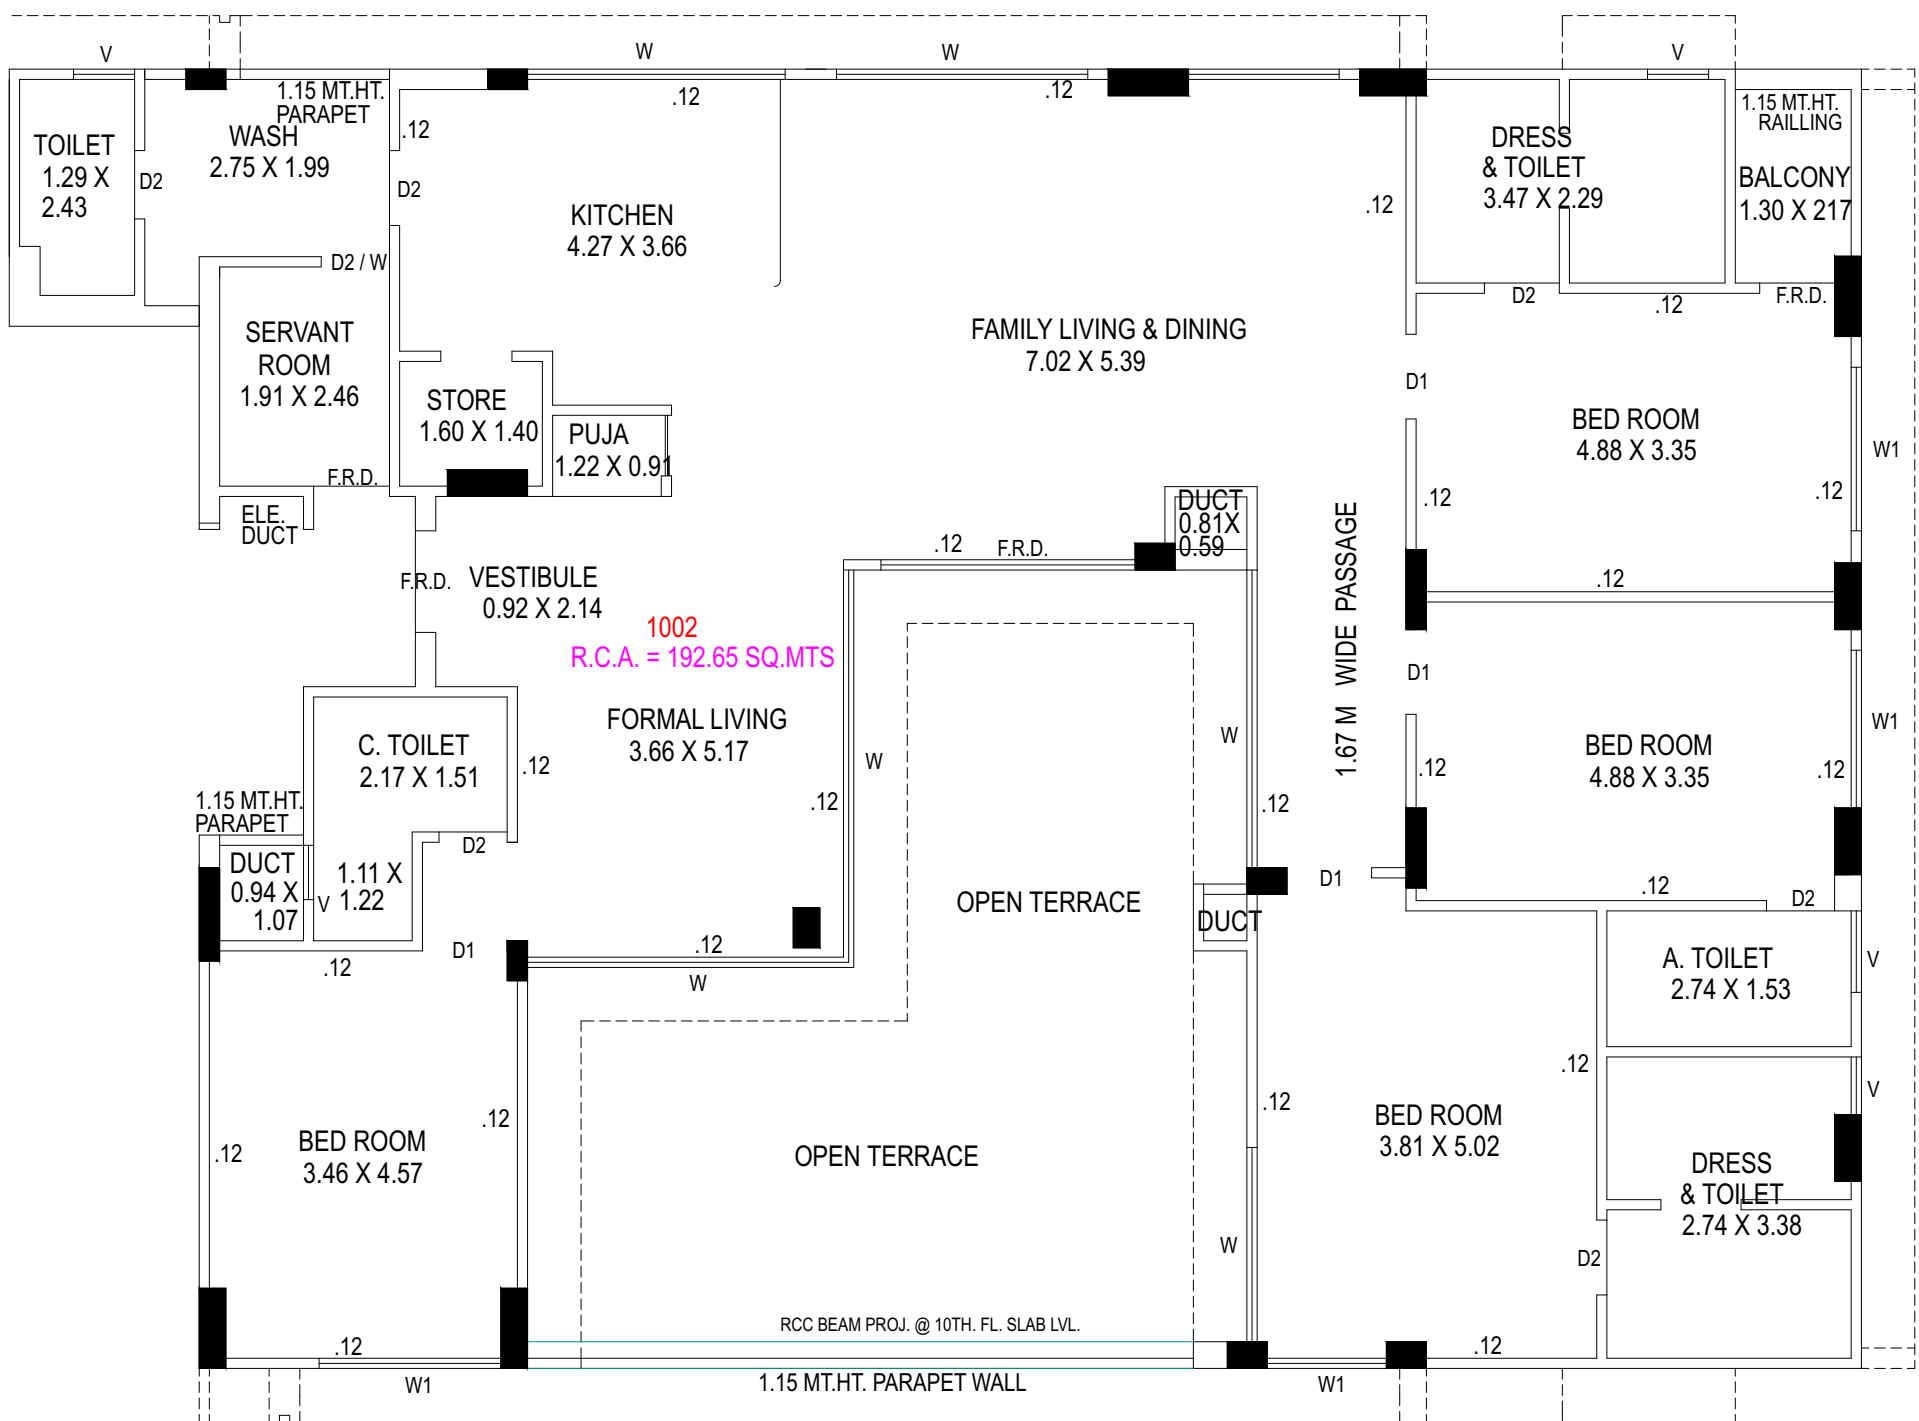 V
W
W
V
1.15 MT.HT.
PARAPET
.12
.12
1.15 MT.HT.
RAILLING
TOILET
1.29 X
2.43
D2
WASH
2.75 X 1.99
.12
D2
KITCHEN
4.27 X 3.66
.12
DRESS
& TOILET
3.47 X 2.29
BALCONY
1.30 X 217
D2 / W
D2
.12
F.R.D.
SERVANT
ROOM
1.91 X 2.46
F.R.D.
STORE
1.60 X 1.40
PUJA
1.22 X 0.91
FAMILY LIVING & DINING
7.02 X 5.39
D1
BED ROOM
4.88 X 3.35
W1
.12
.12
ELE.
DUCT
DUCT
0.81X
0.59
.12
F.R.D.
F.R.D.
VESTIBULE
0.92 X 2.14
1002
R.C.A. = 192.65 SQ.MTS
1.67 M WIDE PASSAGE
.12
D1
FORMAL LIVING
3.66 X 5.17
W
.12
W
.12
BED ROOM
4.88 X 3.35
W1
.12
.12
C. TOILET
2.17 X 1.51
.12
1.15 MT.HT.
PARAPET
D2
DUCT
0.94 X
1.07
V
1.11 X
1.22
D1
.12
.12
W
OPEN TERRACE
DUCT
D1
.12
D2
A. TOILET
2.74 X 1.53
V
V
.12
.12
.12
.12
BED ROOM
3.46 X 4.57
OPEN TERRACE
BED ROOM
3.81 X 5.02
DRESS
& TOILET
2.74 X 3.38
W
D2
RCC BEAM PROJ. @ 10TH. FL. SLAB LVL.
.12
.12
W1
1.15 MT.HT. PARAPET WALL
W1